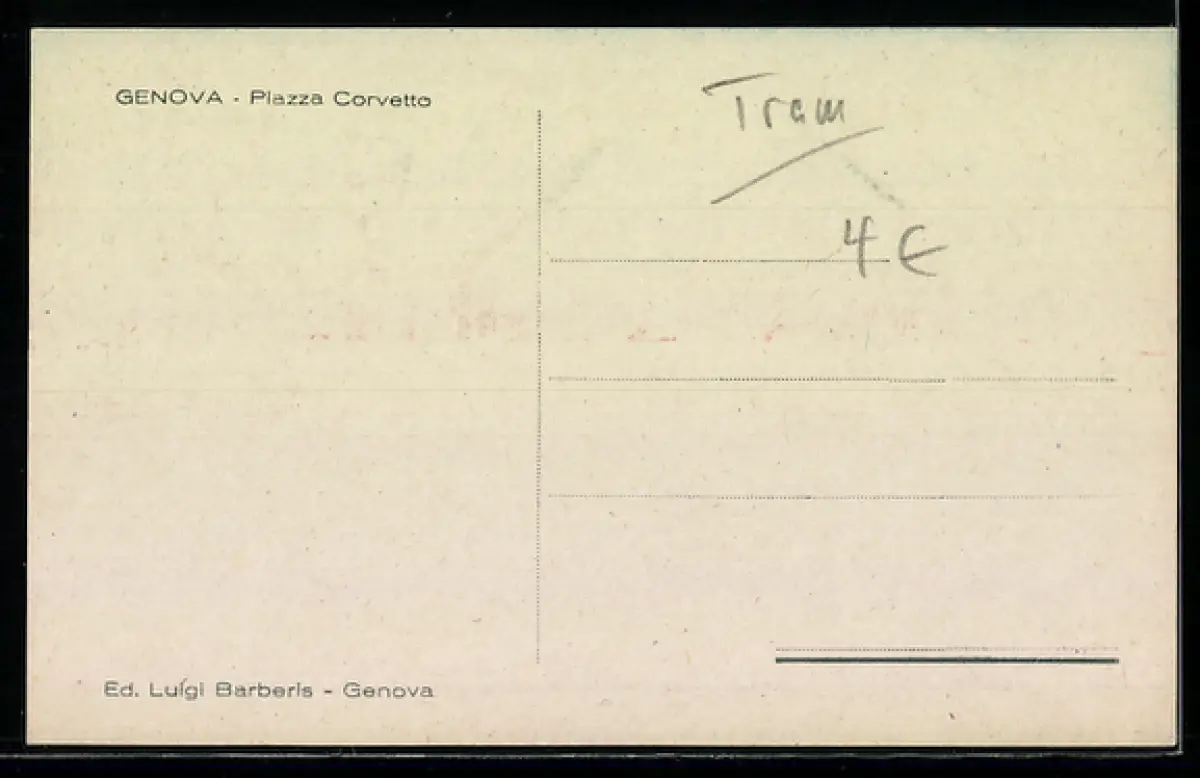 GENOVA - Piazza Corvetto
Tram
4 €
Ed. Luigi Barberis - Genova